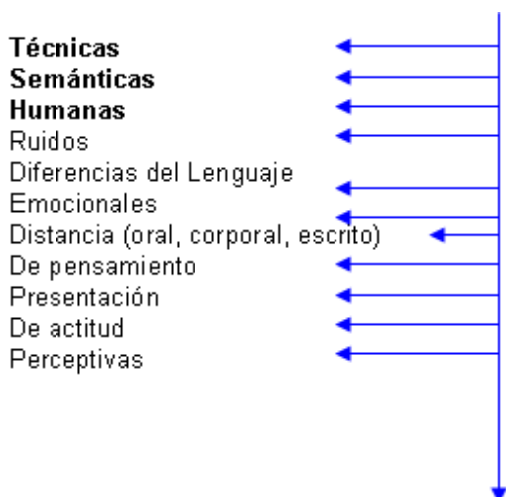 Técnicas
Semánticas
Humanas
Ruidos
Diferencias del Lenguaje
Emocionales
Distancia (oral, corporal, escrito)
De pensamiento
Presentación
De actitud
Perceptivas